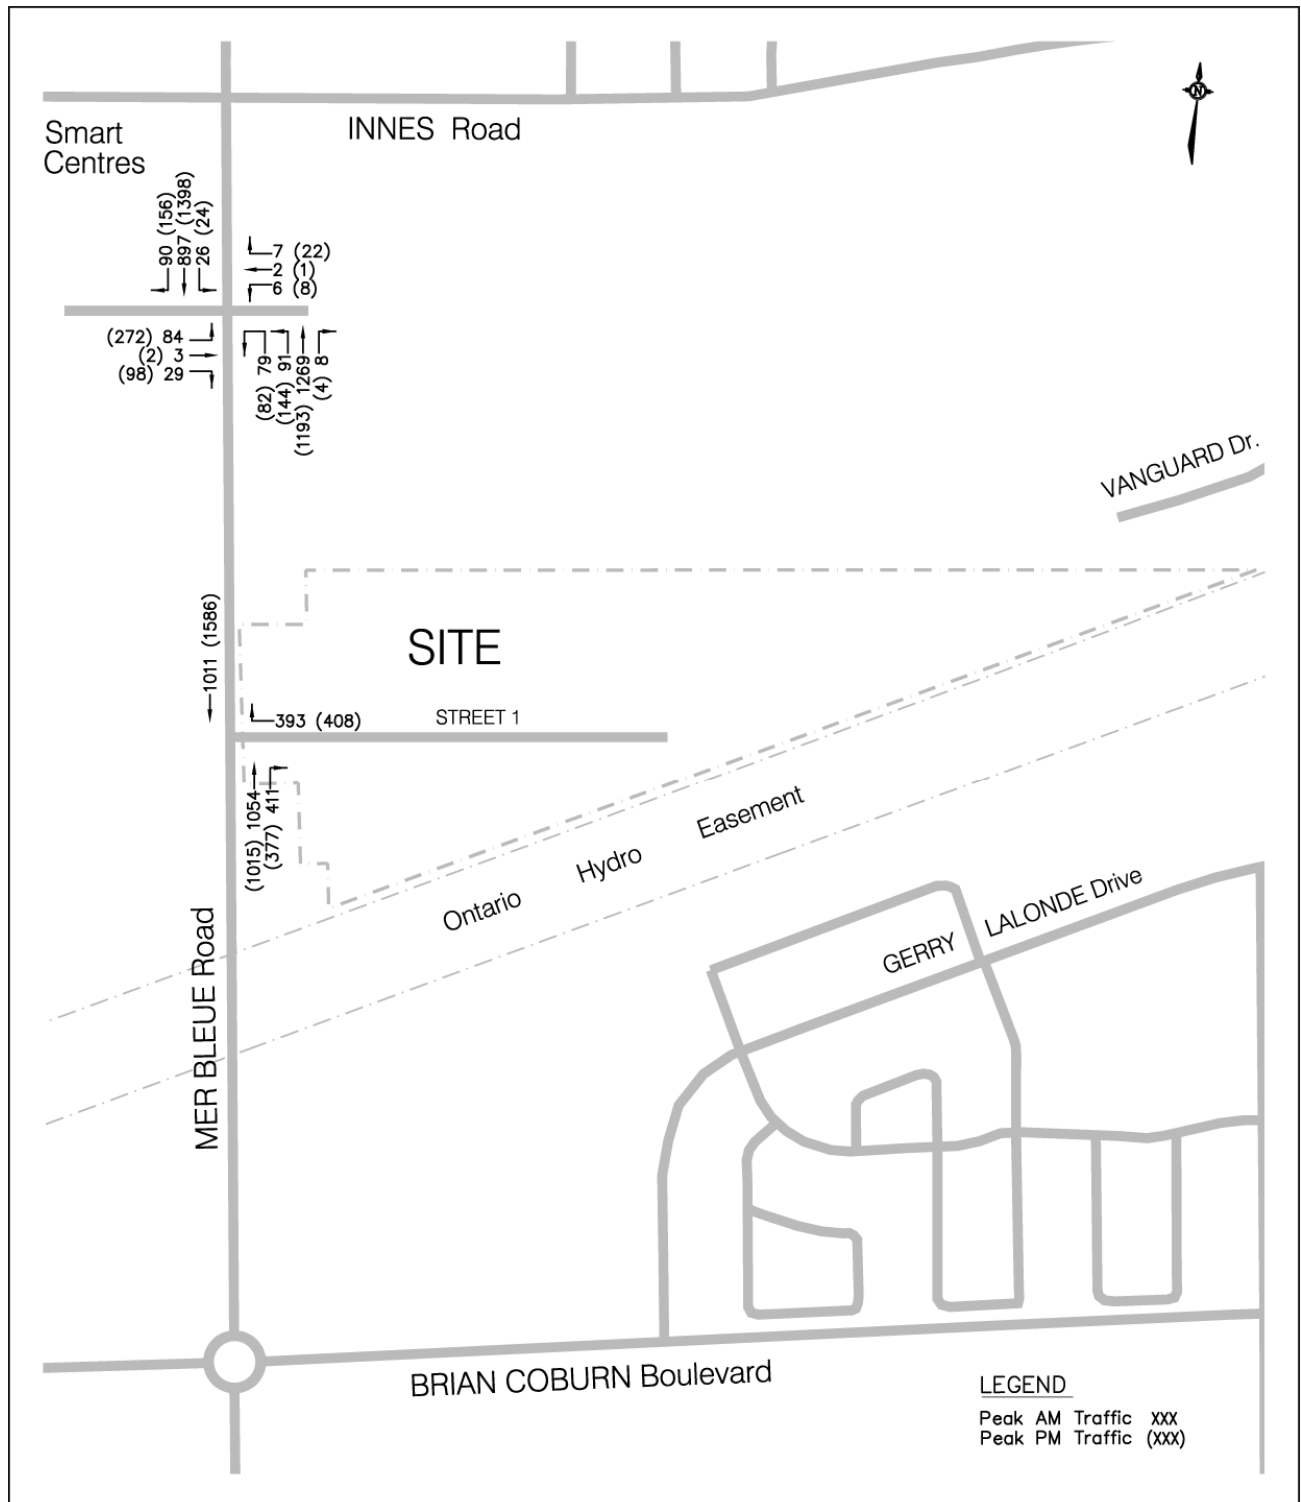 INNES Road
N
Smart
Centres
90 (156)
897 (1398)
26 (24)
7 (22)
2 (1)
6 (8)
(272) 84
(2) 3
(98) 29
(82) 79
(144) 91
(1193) 1269
(4) 8
VANGUARD Dr.
1011 (1586)
SITE
393 (408)
STREET 1
(1015) 1054
(377) 411
Ontario Hydro Easement
GERRY LALONDE Drive
MER BLEUE Road
BRIAN COBURN Boulevard
LEGEND
Peak AM Traffic XXX
Peak PM Traffic (XXX)